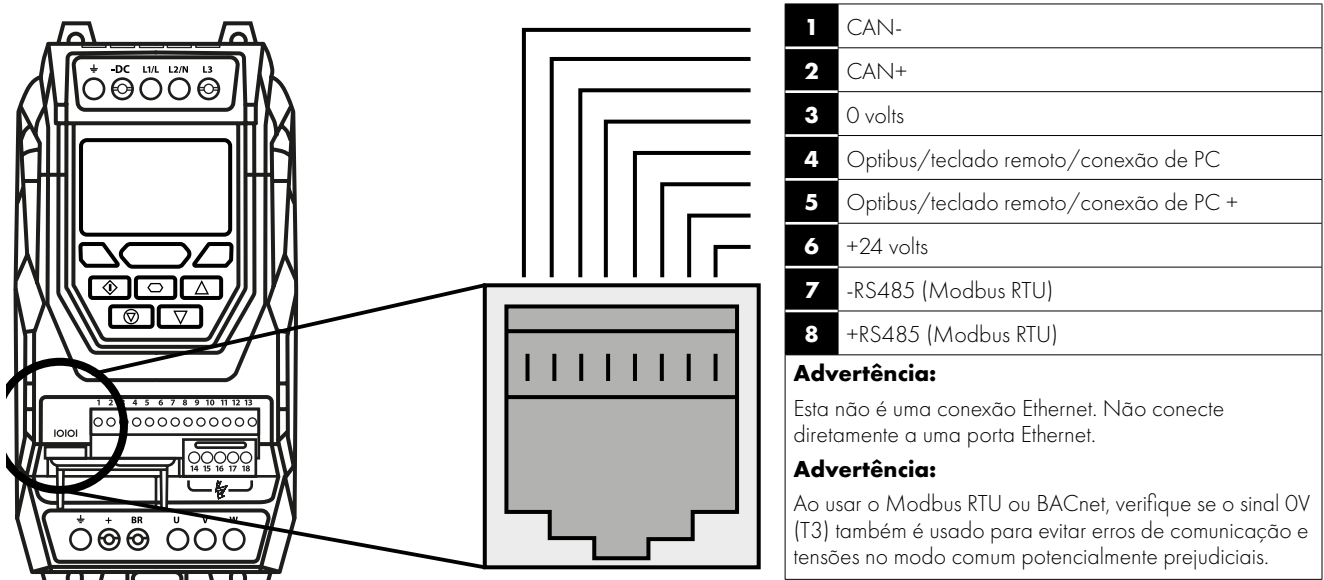 ⏚ -DC L1/L L2/N L3
1 2 3 4 5 6 7 8 9 10 11 12 13
IOIOI
14 15 16 17 18
⏚ + BR U V W
1 CAN-
2 CAN+
3 0 volts
4 Optibus/teclado remoto/conexão de PC
5 Optibus/teclado remoto/conexão de PC +
6 +24 volts
7 -RS485 (Modbus RTU)
8 +RS485 (Modbus RTU)
Advertência:
Esta não é uma conexão Ethernet. Não conecte
diretamente a uma porta Ethernet.
Advertência:
Ao usar o Modbus RTU ou BACnet, verifique se o sinal 0V
(T3) também é usado para evitar erros de comunicação e
tensões no modo comum potencialmente prejudiciais.